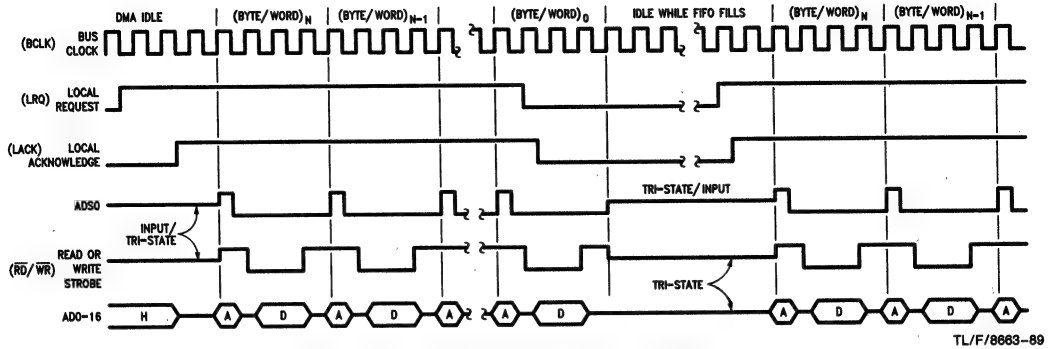 DMA IDLE (BYTE/WORD)N (BYTE/WORD)N-1 (BYTE/WORD)0 IDLE WHILE FIFO FILLS (BYTE/WORD)N (BYTE/WORD)N-1
(BCLK) BUS
CLOCK
(LRQ) LOCAL
REQUEST
(LACK) LOCAL
ACKNOWLEDGE
ADS0 TRI-STATE/INPUT
INPUT/
TRI-STATE
(RD/WR) READ OR
WRITE
STROBE
TRI-STATE
AD0-16 H A D A D A A D A D A D A
TL/F/8663-89